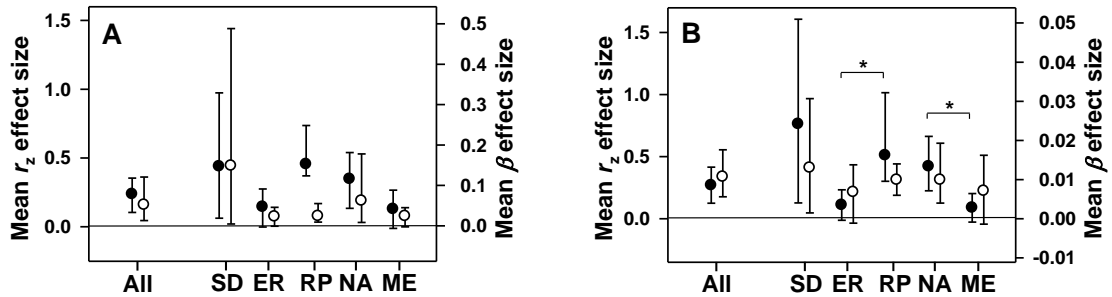 A
Mean r_z effect size
1.5
1.0
0.5
0.0
0.5
0.4
0.3
0.2
0.1
0.0
Mean β effect size
All SD ER RP NA ME
B
Mean r_z effect size
1.5
1.0
0.5
0.0
* *
0.05
0.04
0.03
0.02
0.01
0.00
-0.01
Mean β effect size
All SD ER RP NA ME